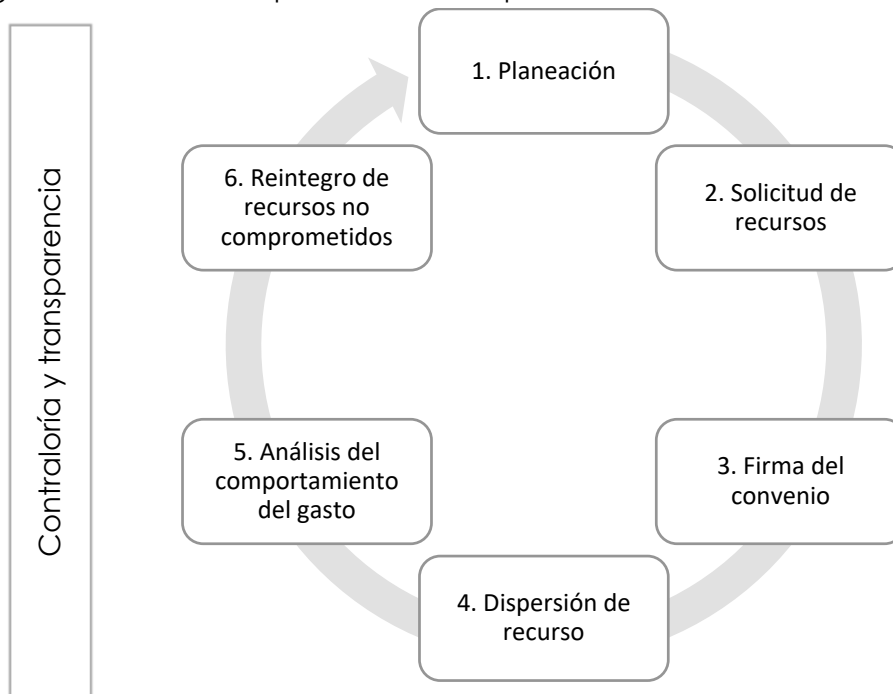 1. Planeación
2. Solicitud de
recursos
3. Firma del
convenio
4. Dispersión de
recurso
5. Análisis del
comportamiento
del gasto
6. Reintegro de
recursos no
comprometidos
Contraloría y transparencia